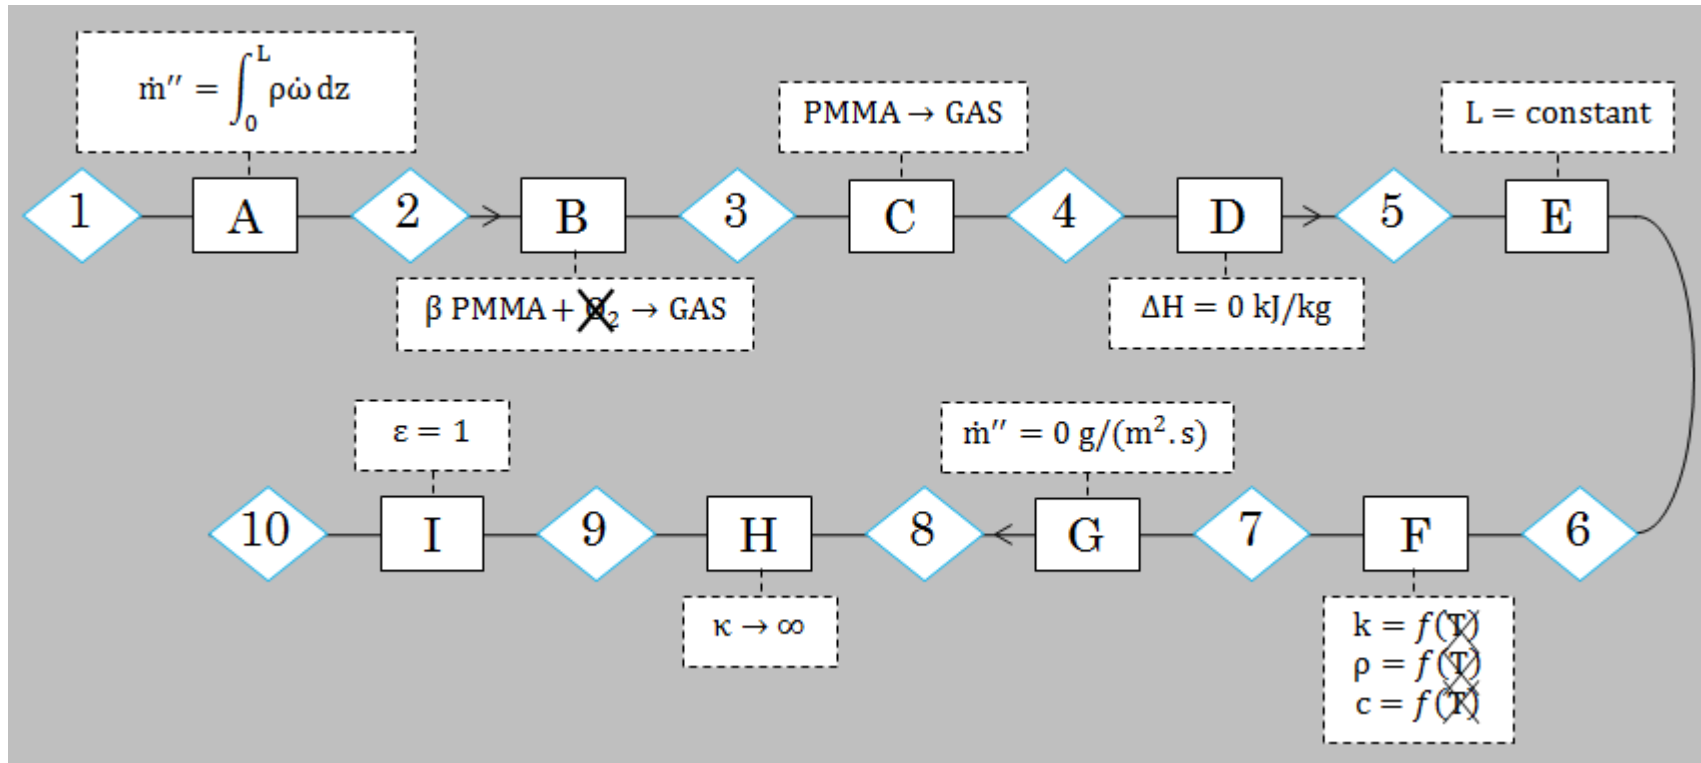 ṁ″ = ∫₀ᴸ ρω̇ dz
PMMA → GAS
L = constant
1 A 2 B 3 C 4 D 5 E
β PMMA + O₂ → GAS
ΔH = 0 kJ/kg
ε = 1
ṁ″ = 0 g/(m². s)
10 I 9 H 8 G 7 F 6
κ → ∞
k = f(T)
ρ = f(T)
c = f(T)